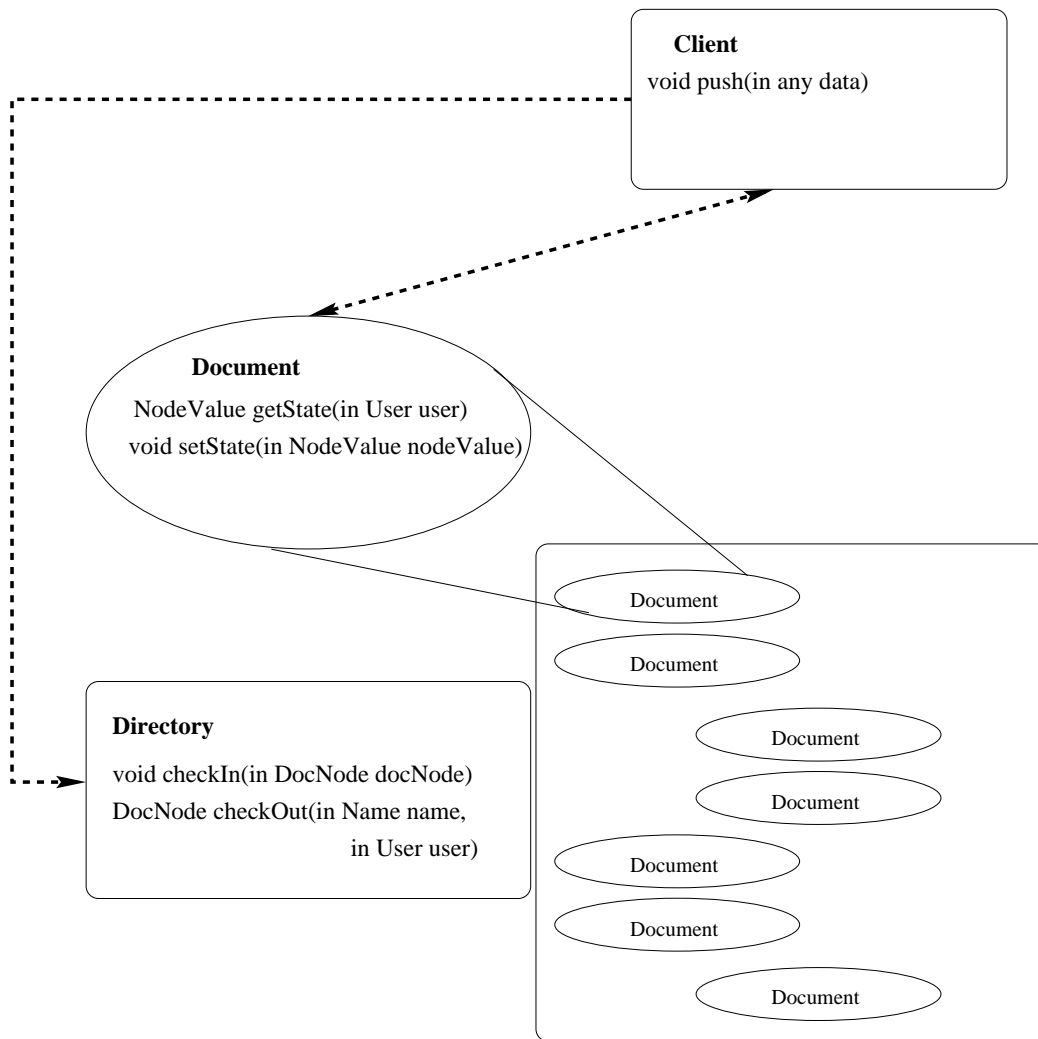 Client
void push(in any data)
Document
NodeValue getState(in User user)
void setState(in NodeValue nodeValue)
Document
Document
Directory
void checkIn(in DocNode docNode)
DocNode checkOut(in Name name,
in User user)
Document
Document
Document
Document
Document